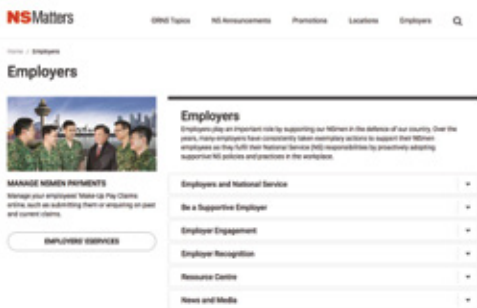 NSMatters
ORNS Topics NS Announcements Promotions Locations Employers
Home / Employers
Employers
MANAGE NSMEN PAYMENTS
Manage your employees' Make-Up Pay Claims
online, such as submitting them or enquiring on past
and current claims.
EMPLOYERS' ESERVICES
Employers
Employers play an important role by supporting our NSmen in the defence of our country. Over the
years, many employers have consistently taken exemplary actions to support their NSmen
employees as they fulfil their National Service (NS) responsibilities by proactively adopting
supportive NS policies and practices in the workplace.
Employers and National Service
Be a Supportive Employer
Employer Engagement
Employer Recognition
Resource Centre
News and Media